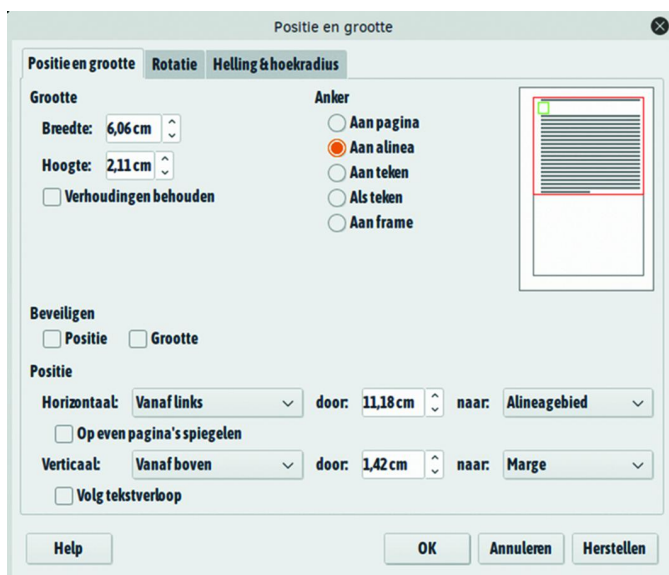 Positie en grootte
Positie en grootte Rotatie Helling & hoekradius
Grootte Anker
Breedte: 6,06 cm Aan pagina
Aan alinea
Hoogte: 2,11 cm Aan teken
Verhoudingen behouden Als teken
Aan frame
Beveiligen
Positie Grootte
Positie
Horizontaal: Vanaf links door: 11,18 cm naar: Alineagebied
Op even pagina's spiegelen
Verticaal: Vanaf boven door: 1,42 cm naar: Marge
Volg tekstverloop
Help OK Annuleren Herstellen